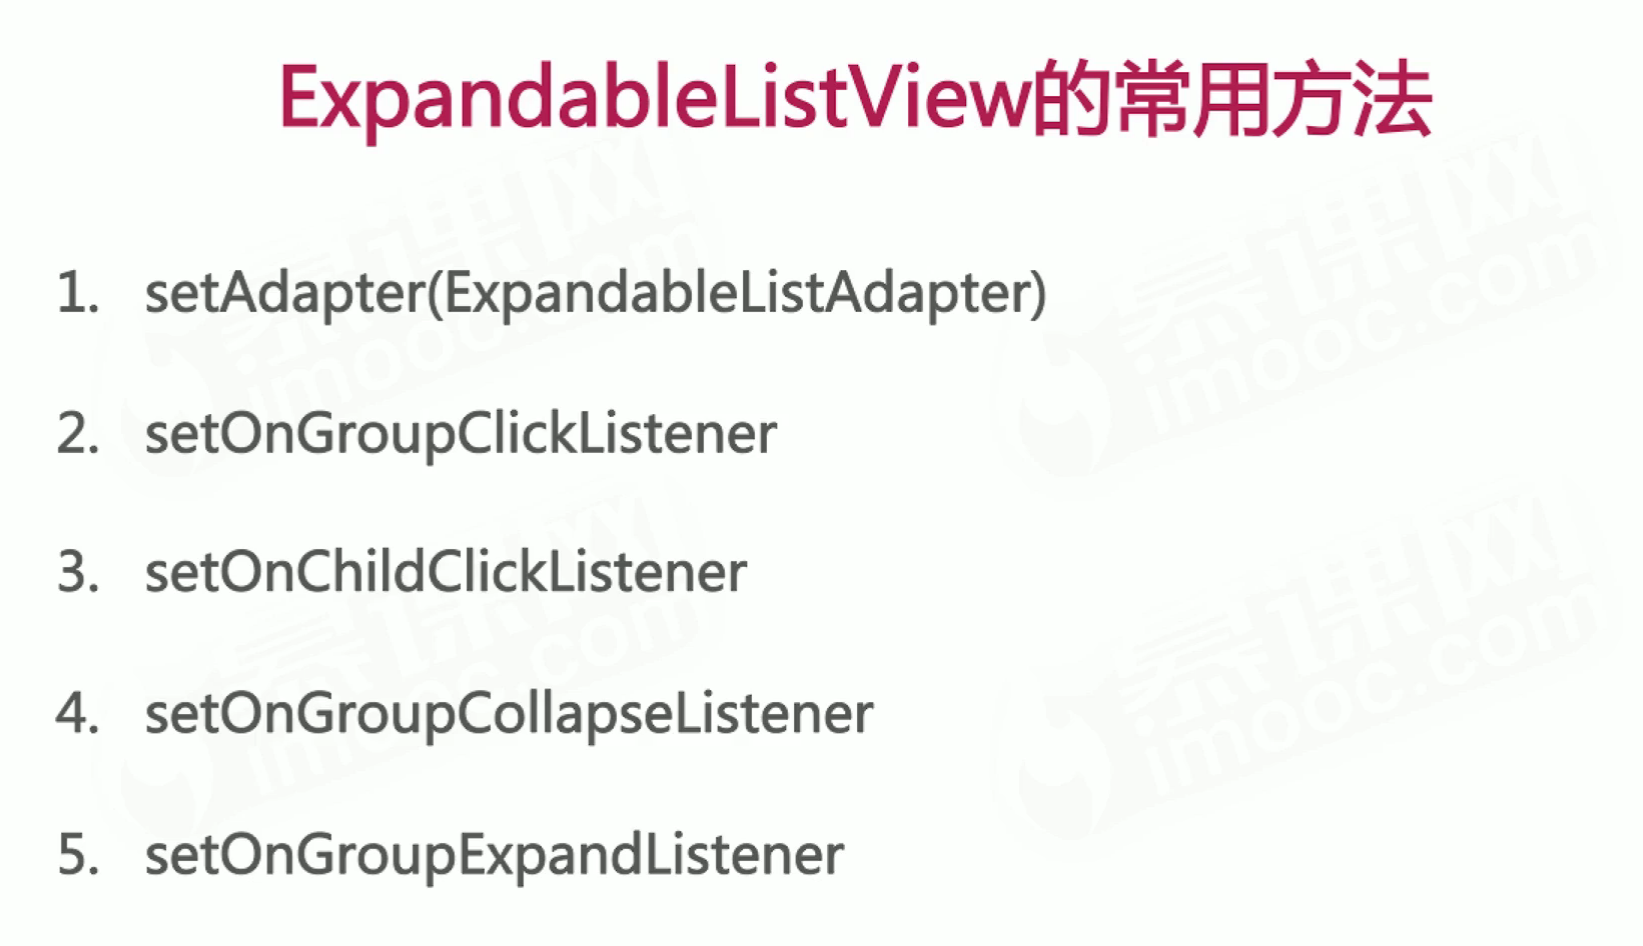 ExpandableListView的常用方法
1. setAdapter(ExpandableListAdapter)
2. setOnGroupClickListener
3. setOnChildClickListener
4. setOnGroupCollapseListener
5. setOnGroupExpandListener
慕课网
imooc.com
慕课网
imooc.com
慕课网
imooc.com
慕课网
imooc.com